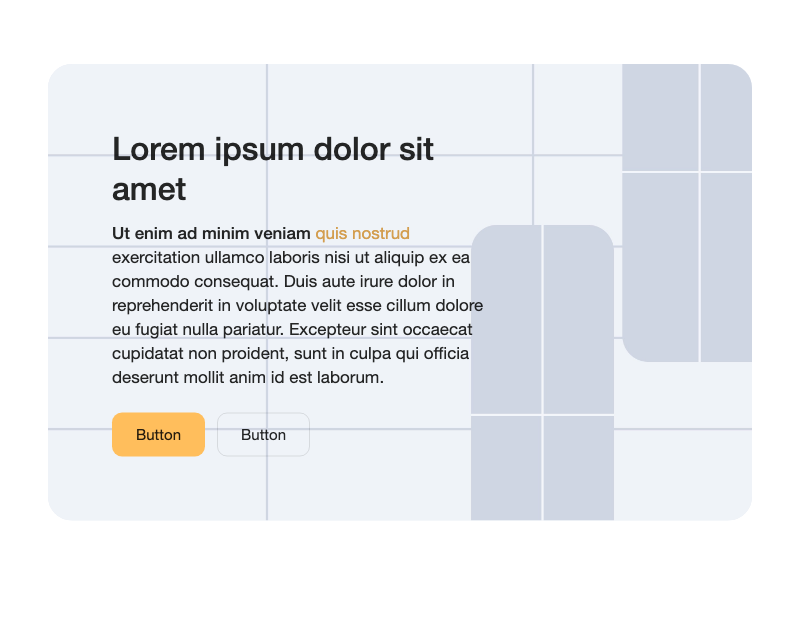 Lorem ipsum dolor sit
amet
Ut enim ad minim veniam quis nostrud
exercitation ullamco laboris nisi ut aliquip ex ea
commodo consequat. Duis aute irure dolor in
reprehenderit in voluptate velit esse cillum dolore
eu fugiat nulla pariatur. Excepteur sint occaecat
cupidatat non proident, sunt in culpa qui officia
deserunt mollit anim id est laborum.
Button Button